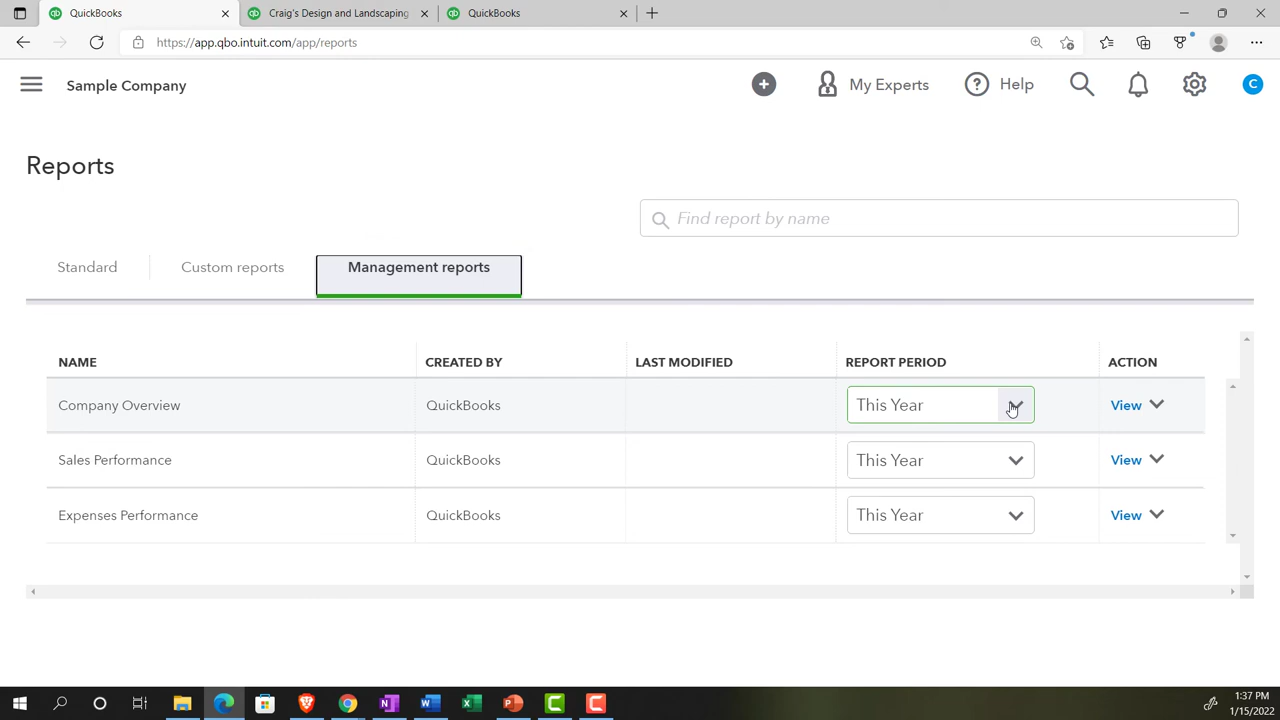 QuickBooks
Craig's Design and Landscaping
QuickBooks
https://app.qbo.intuit.com/app/reports
Sample Company
My Experts
Help
C
Reports
Find report by name
Standard
Custom reports
Management reports
NAME CREATED BY LAST MODIFIED REPORT PERIOD ACTION
Company Overview QuickBooks This Year View
Sales Performance QuickBooks This Year View
Expenses Performance QuickBooks This Year View
1:37 PM
1/15/2022